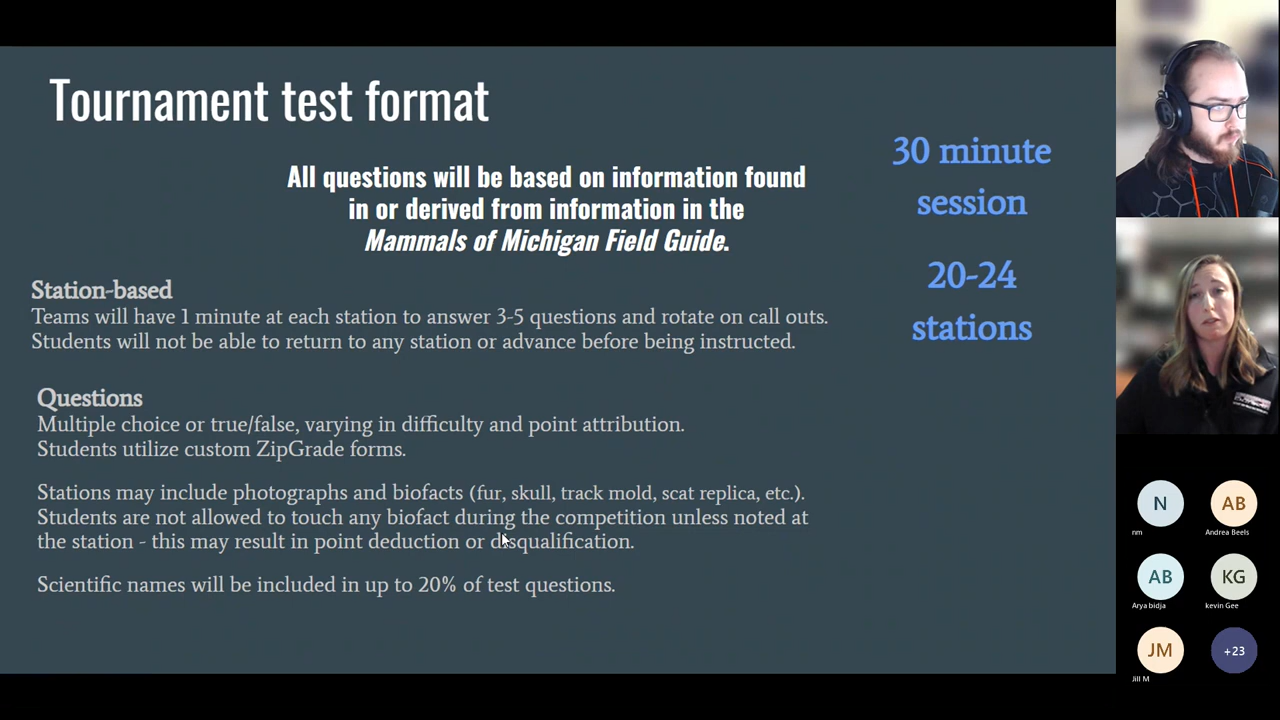 Tournament test format
All questions will be based on information found
in or derived from information in the
Mammals of Michigan Field Guide.
30 minute
session
20-24
stations
Station-based
Teams will have 1 minute at each station to answer 3-5 questions and rotate on call outs.
Students will not be able to return to any station or advance before being instructed.
Questions
Multiple choice or true/false, varying in difficulty and point attribution.
Students utilize custom ZipGrade forms.
Stations may include photographs and biofacts (fur, skull, track mold, scat replica, etc.).
Students are not allowed to touch any biofact during the competition unless noted at
the station - this may result in point deduction or disqualification.
Scientific names will be included in up to 20% of test questions.
N
nm
AB
Andrea Beels
AB
Arya bidja
KG
kevin Gee
JM
Jill M
+23